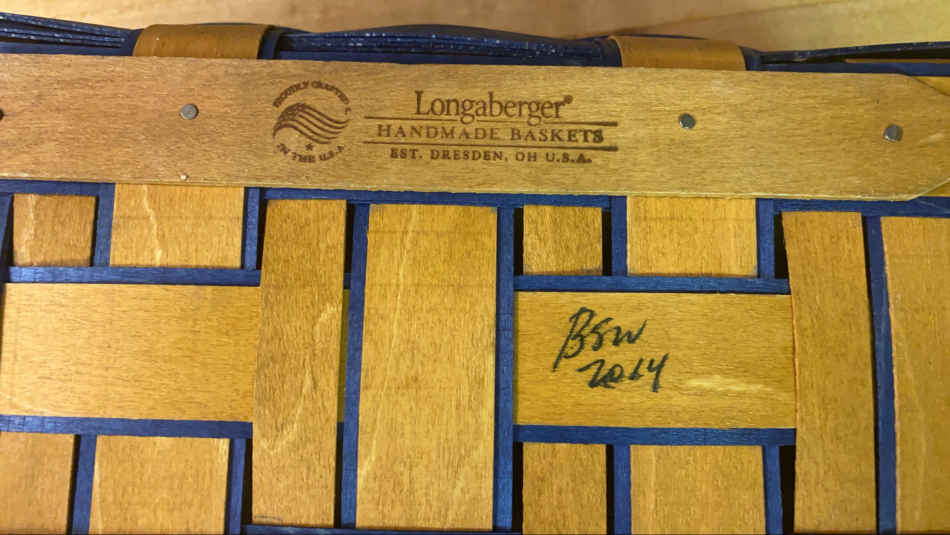 PROUDLY CRAFTED
IN THE U.S.A
Longaberger®
HANDMADE BASKETS
EST. DRESDEN, OH U.S.A.
BSW
2014